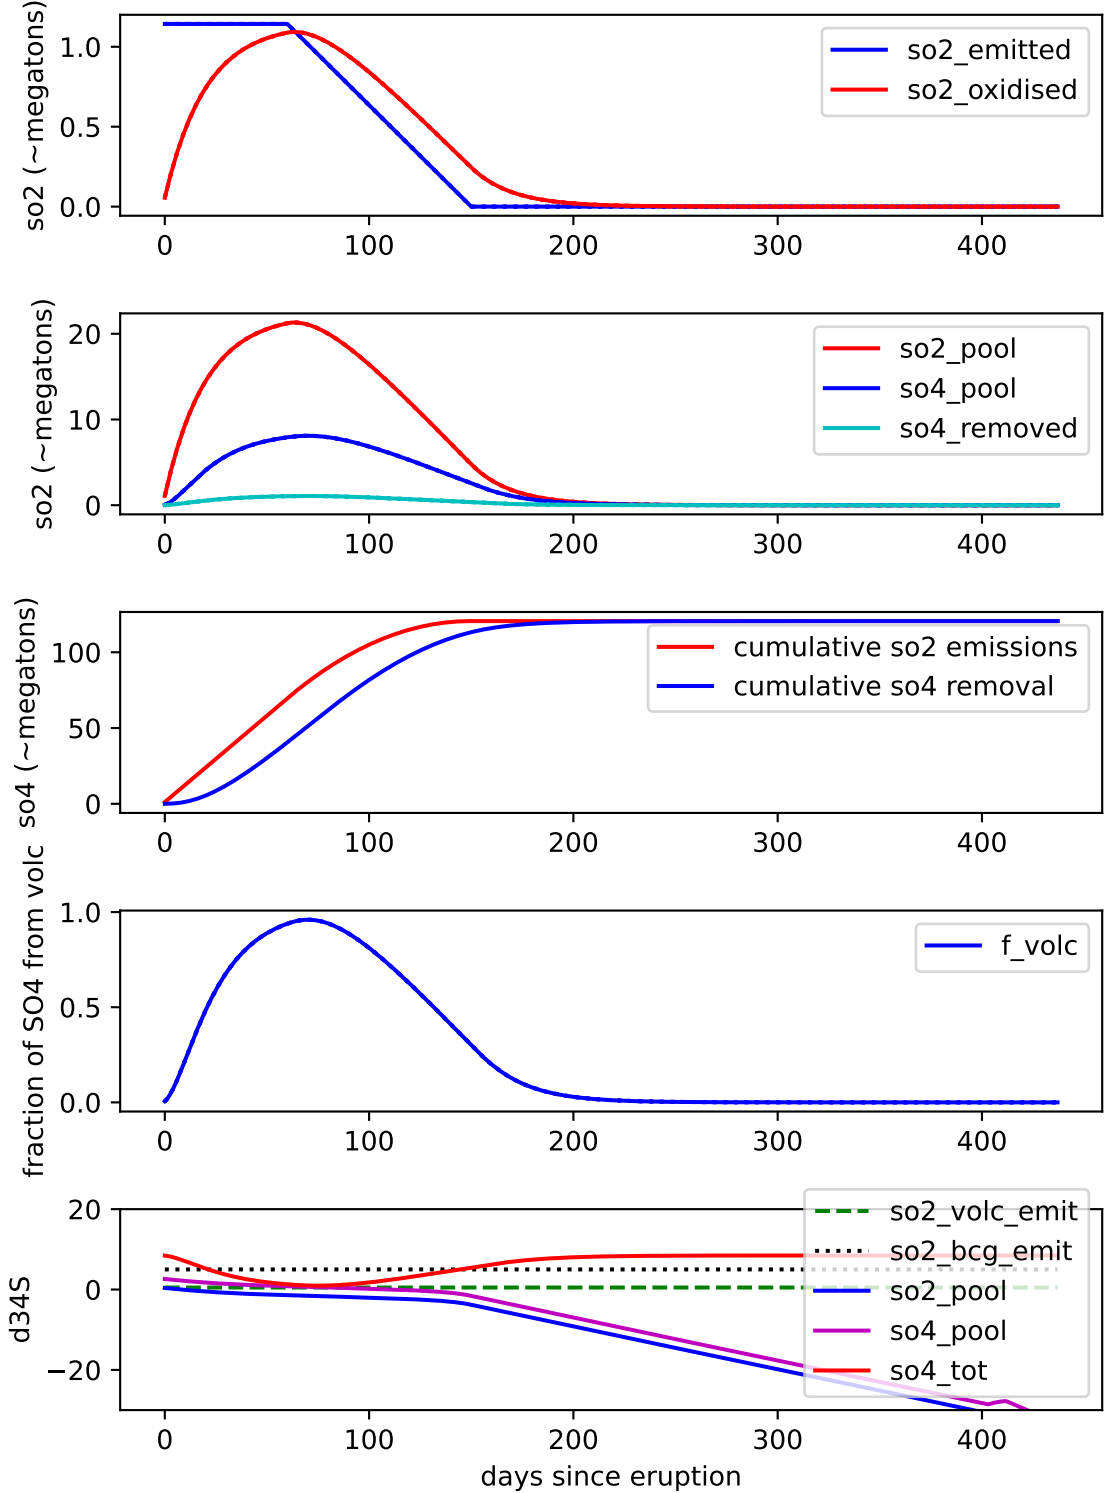 so2 (~megatons)
1.0
0.5
0.0
so2_emitted
so2_oxidised
0 100 200 300 400
so2 (~megatons)
20
10
0
so2_pool
so4_pool
so4_removed
0 100 200 300 400
so4 (~megatons)
100
50
0
cumulative so2 emissions
cumulative so4 removal
0 100 200 300 400
fraction of SO4 from volc
1.0
0.5
0.0
f_volc
0 100 200 300 400
d34S
20
0
−20
so2_volc_emit
so2_bcg_emit
so2_pool
so4_pool
so4_tot
0 100 200 300 400
days since eruption